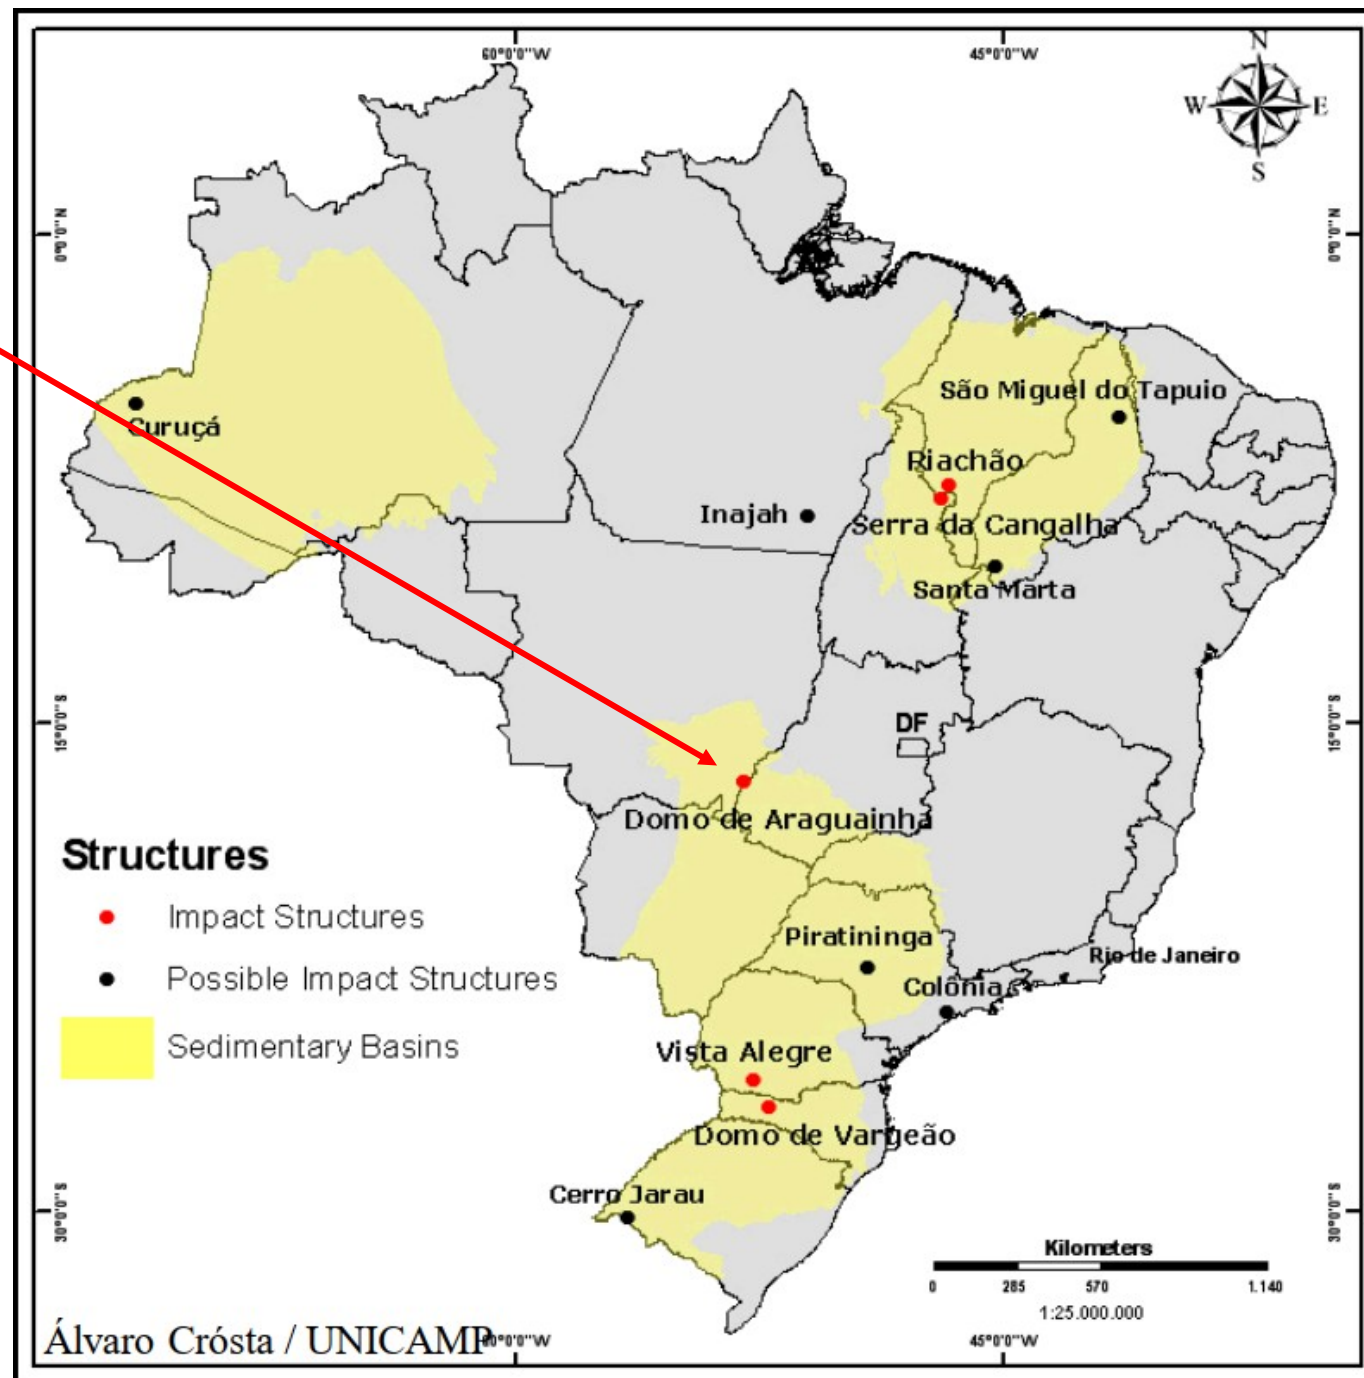 60°0'0"W
45°0'0"W
N
W
E
S
0°0'0"N
0°0'0"N
São Miguel do Tapuio
Curuçá
Riachão
Inajah
Serra da Cangalha
Santa Marta
15°0'0"S
DF
15°0'0"S
Domo de Araguainha
Structures
Impact Structures
Piratininga
Rio de Janeiro
Possible Impact Structures
Colônia
Sedimentary Basins
Vista Alegre
Domo de Vargeão
Cerro Jarau
30°0'0"S
30°0'0"S
Kilometers
0 285 570 1.140
1:25.000.000
Álvaro Crósta / UNICAMP
60°0'0"W
45°0'0"W